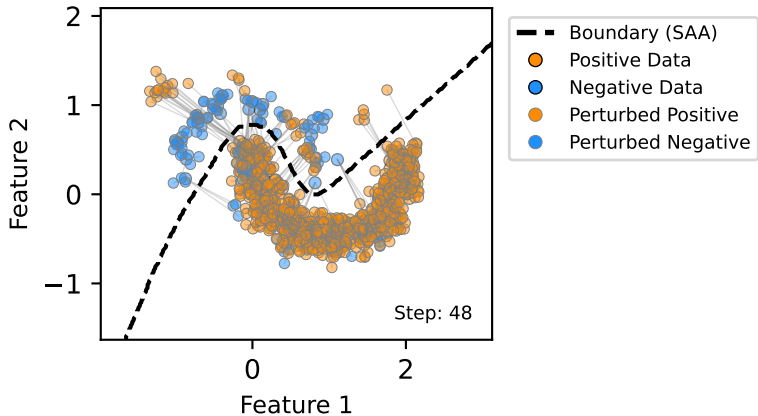 2
1
0
−1
Feature 2
0
2
Feature 1
Step: 48
Boundary (SAA)
Positive Data
Negative Data
Perturbed Positive
Perturbed Negative